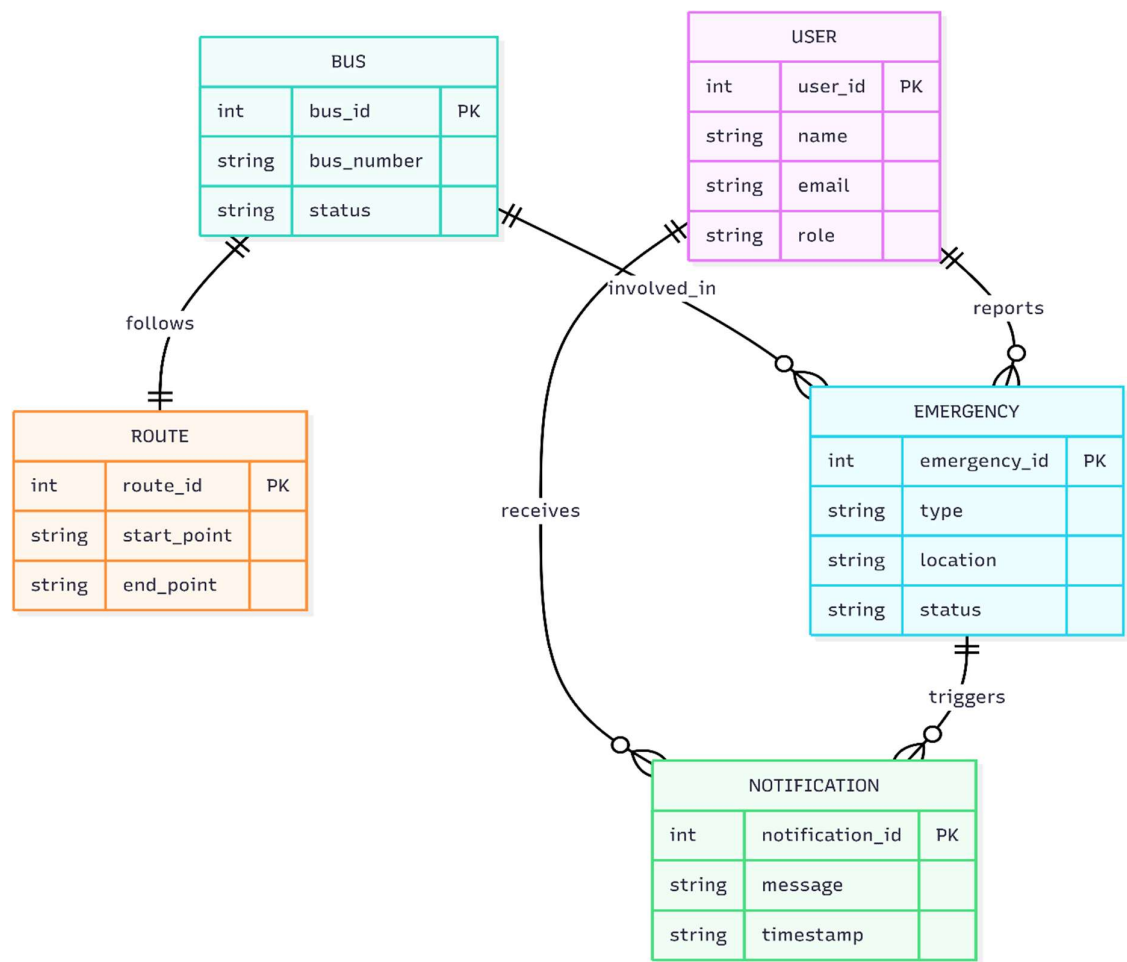 BUS
int bus_id PK
string bus_number
string status
USER
int user_id PK
string name
string email
string role
involved_in
reports
follows
ROUTE
int route_id PK
string start_point
string end_point
receives
EMERGENCY
int emergency_id PK
string type
string location
string status
triggers
NOTIFICATION
int notification_id PK
string message
string timestamp